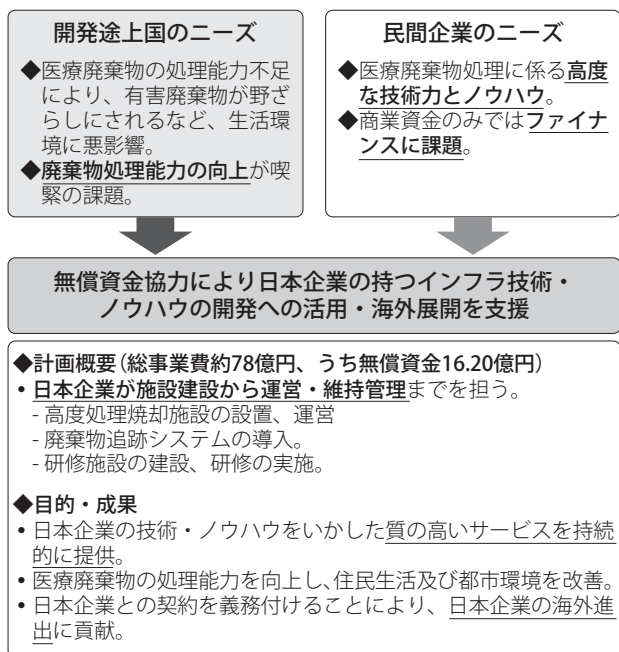 開発途上国のニーズ
◆医療廃棄物の処理能力不足
により、有害廃棄物が野ざ
らしにされるなど、生活環
境に悪影響。
◆廃棄物処理能力の向上が喫
緊の課題。
民間企業のニーズ
◆医療廃棄物処理に係る高度
な技術力とノウハウ。
◆商業資金のみではファイナ
ンスに課題。
無償資金協力により日本企業の持つインフラ技術・
ノウハウの開発への活用・海外展開を支援
◆計画概要(総事業費約78億円、うち無償資金16.20億円)
• 日本企業が施設建設から運営・維持管理までを担う。
- 高度処理焼却施設の設置、運営
- 廃棄物追跡システムの導入。
- 研修施設の建設、研修の実施。
◆目的・成果
• 日本企業の技術・ノウハウをいかした質の高いサービスを持続
的に提供。
• 医療廃棄物の処理能力を向上し、住民生活及び都市環境を改善。
• 日本企業との契約を義務付けることにより、日本企業の海外進
出に貢献。